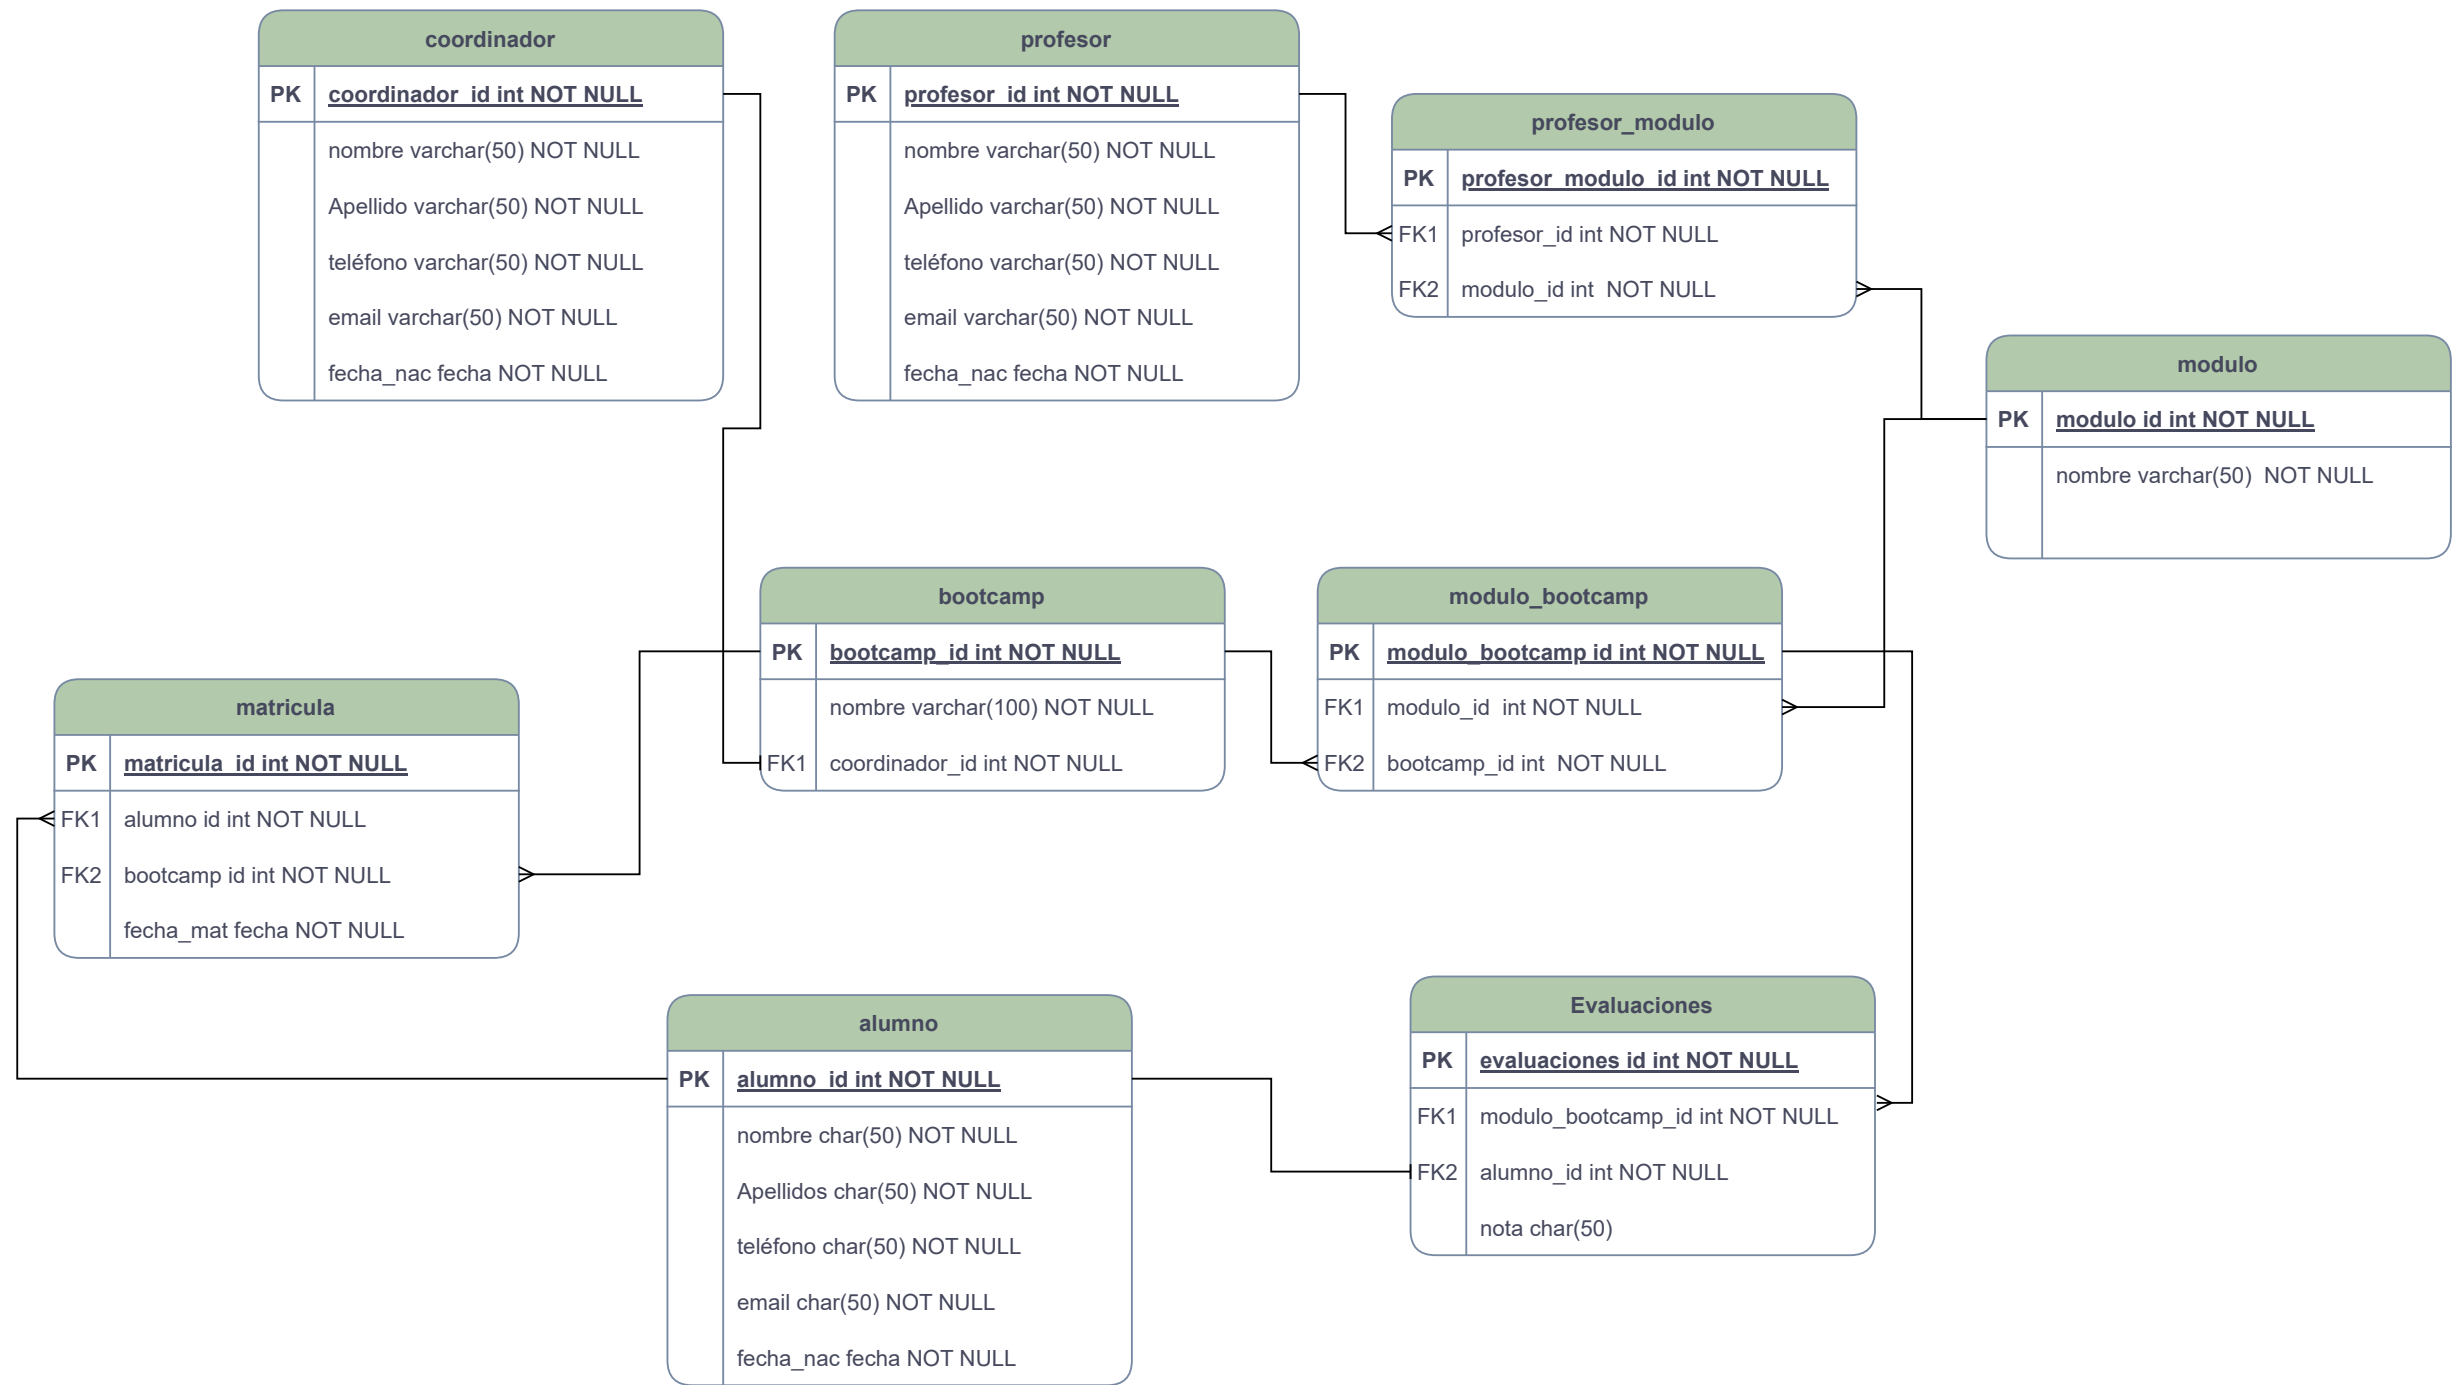 coordinador
PK coordinador_id int NOT NULL
nombre varchar(50) NOT NULL
Apellido varchar(50) NOT NULL
teléfono varchar(50) NOT NULL
email varchar(50) NOT NULL
fecha_nac fecha NOT NULL
profesor
PK profesor_id int NOT NULL
nombre varchar(50) NOT NULL
Apellido varchar(50) NOT NULL
teléfono varchar(50) NOT NULL
email varchar(50) NOT NULL
fecha_nac fecha NOT NULL
profesor_modulo
PK profesor_modulo_id int NOT NULL
FK1 profesor_id int NOT NULL
FK2 modulo_id int NOT NULL
modulo
PK modulo id int NOT NULL
nombre varchar(50) NOT NULL
bootcamp
PK bootcamp_id int NOT NULL
nombre varchar(100) NOT NULL
FK1 coordinador_id int NOT NULL
modulo_bootcamp
PK modulo_bootcamp id int NOT NULL
FK1 modulo_id int NOT NULL
FK2 bootcamp_id int NOT NULL
matricula
PK matricula_id int NOT NULL
FK1 alumno id int NOT NULL
FK2 bootcamp id int NOT NULL
fecha_mat fecha NOT NULL
alumno
PK alumno_id int NOT NULL
nombre char(50) NOT NULL
Apellidos char(50) NOT NULL
teléfono char(50) NOT NULL
email char(50) NOT NULL
fecha_nac fecha NOT NULL
Evaluaciones
PK evaluaciones id int NOT NULL
FK1 modulo_bootcamp_id int NOT NULL
FK2 alumno_id int NOT NULL
nota char(50)